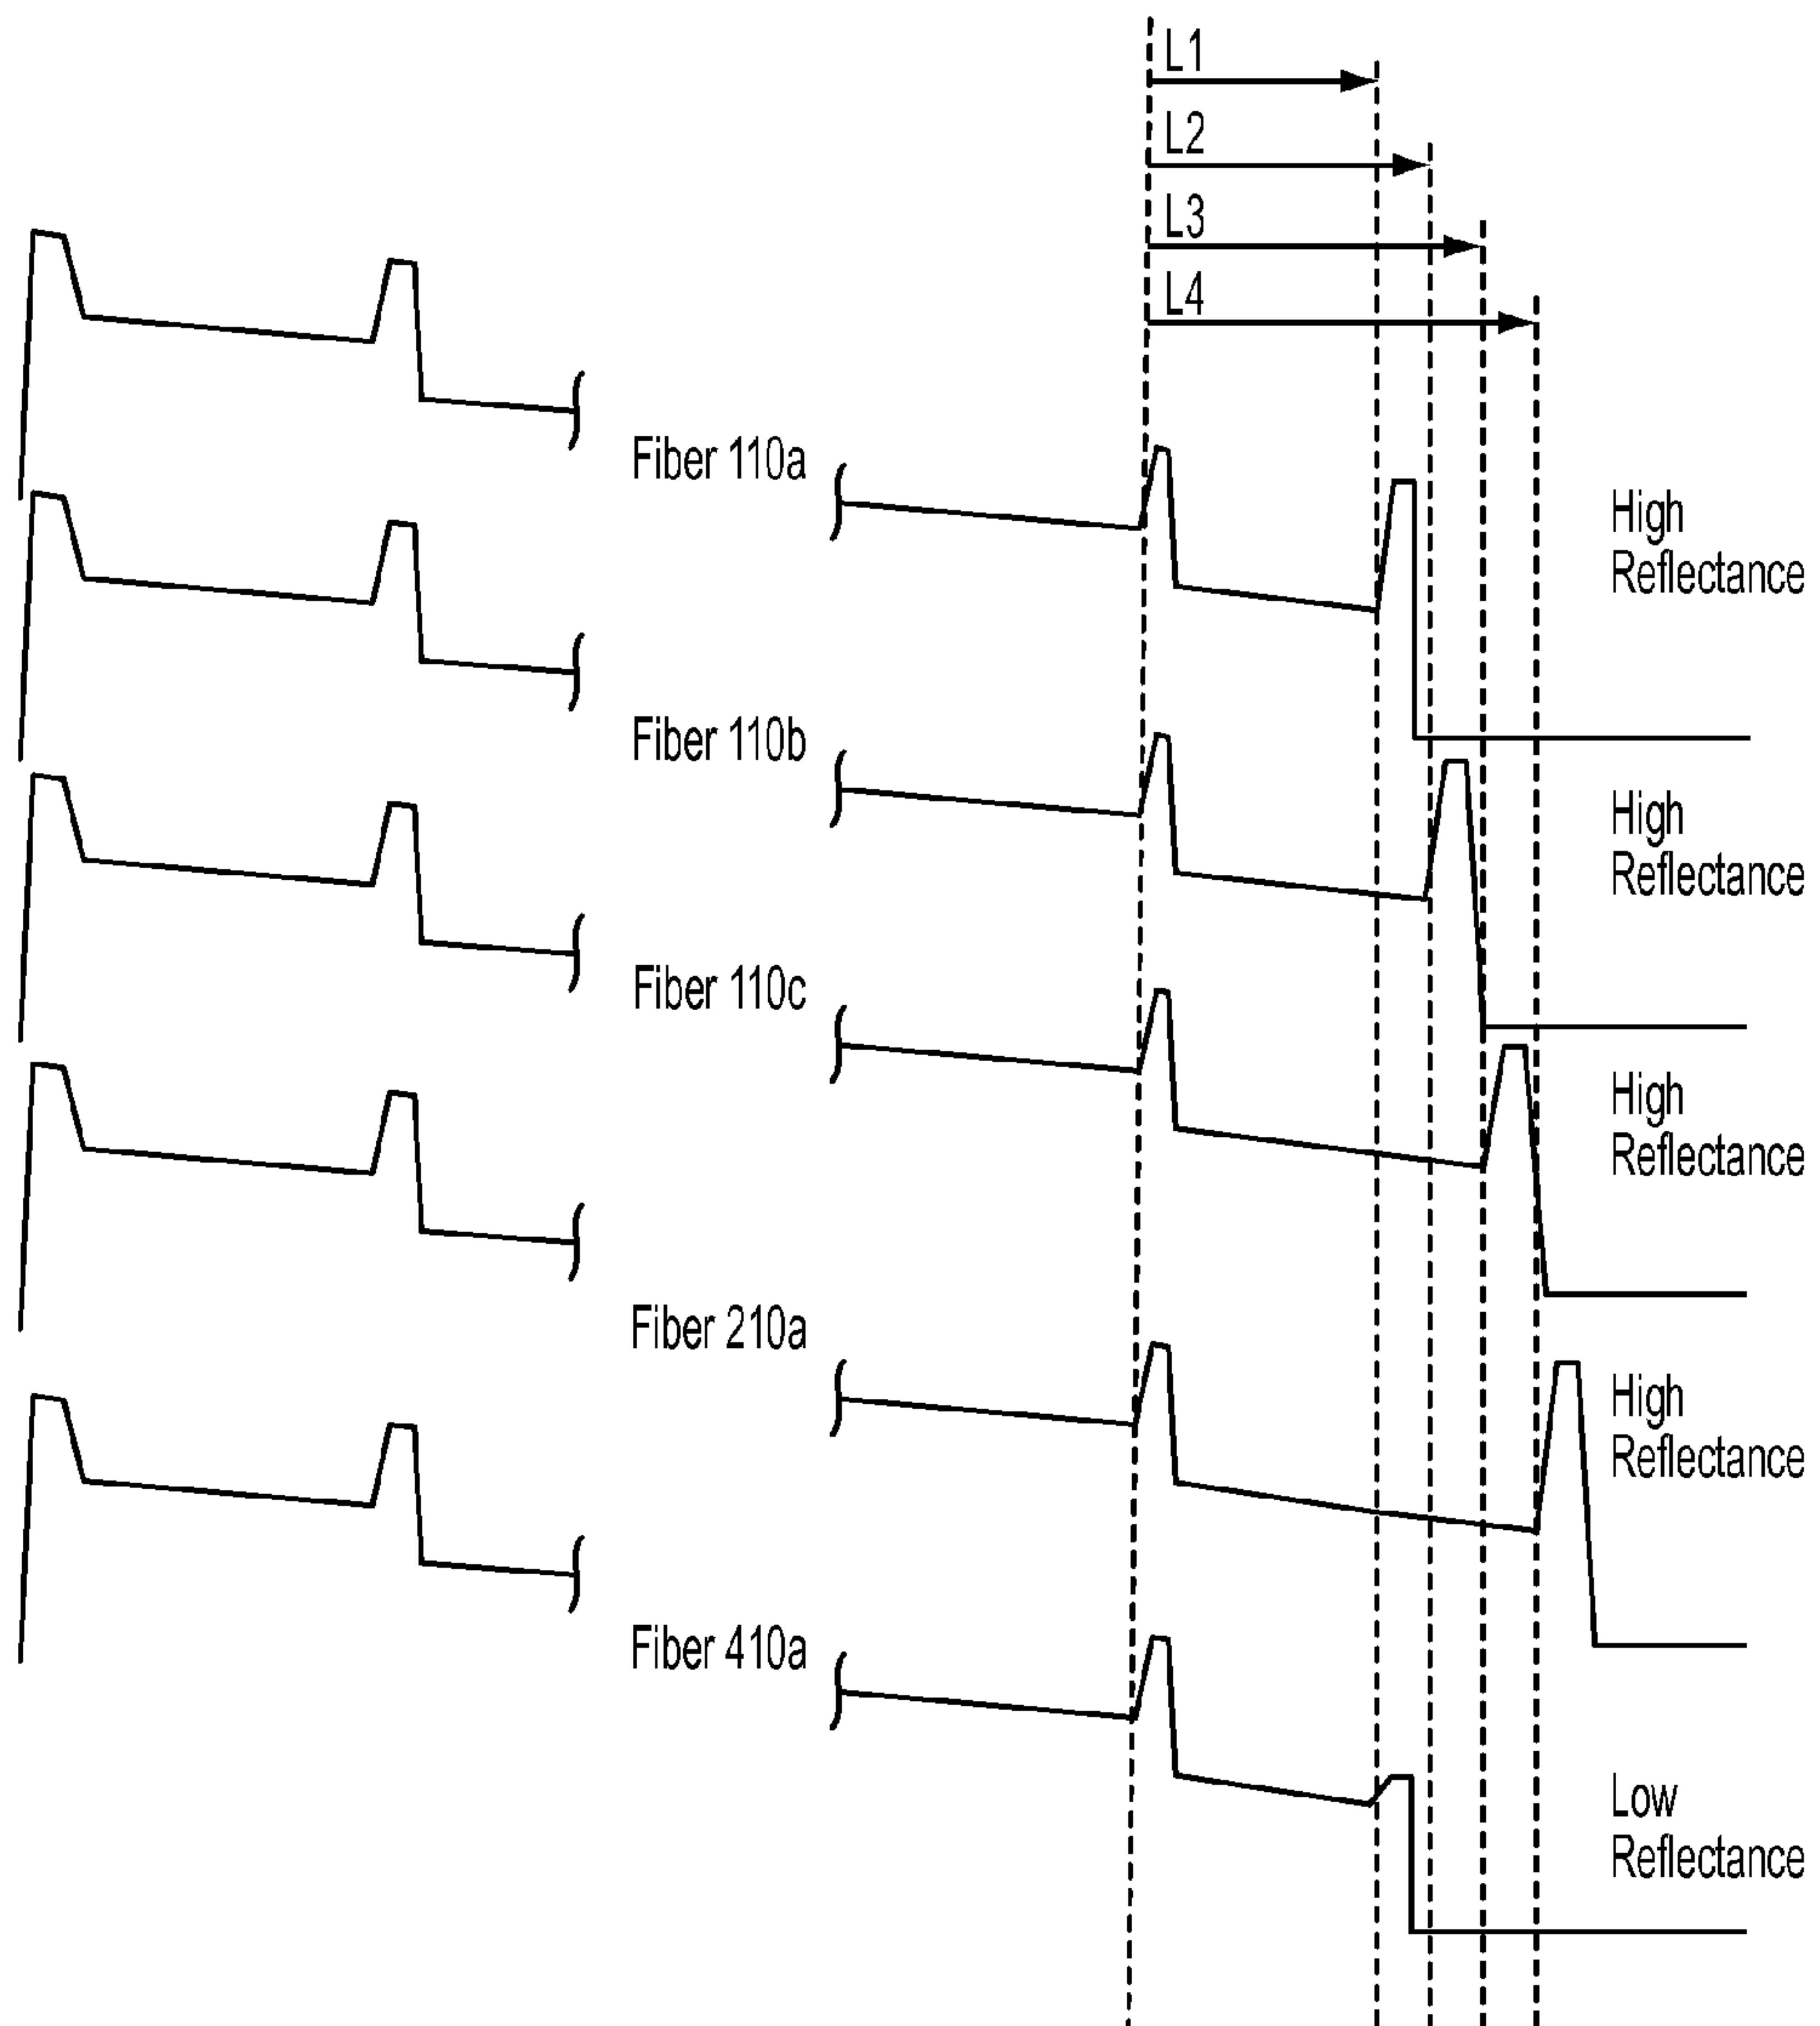 L1
L2
L3
L4
Fiber 110a
High
Reflectance
Fiber 110b
High
Reflectance
Fiber 110c
High
Reflectance
Fiber 210a
High
Reflectance
Fiber 410a
Low
Reflectance